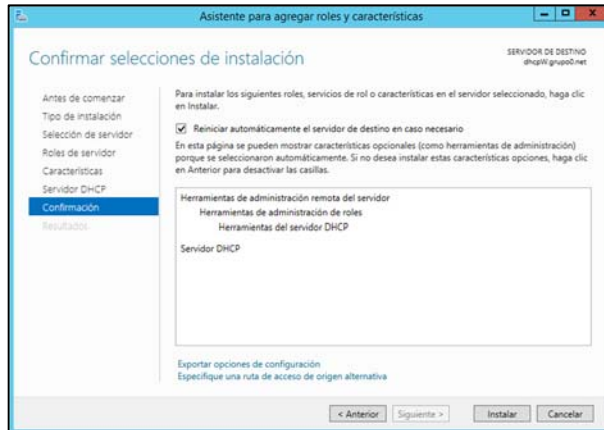 Asistente para agregar roles y características
Confirmar selecciones de instalación
SERVIDOR DE DESTINO
dhcpW.grupo0.net
Antes de comenzar
Tipo de instalación
Selección de servidor
Roles de servidor
Características
Servidor DHCP
Confirmación
Resultados
Para instalar los siguientes roles, servicios de rol o características en el servidor seleccionado, haga clic
en Instalar.
Reiniciar automáticamente el servidor de destino en caso necesario
En esta página se pueden mostrar características opcionales (como herramientas de administración)
porque se seleccionaron automáticamente. Si no desea instalar estas características opciones, haga clic
en Anterior para desactivar las casillas.
Herramientas de administración remota del servidor
Herramientas de administración de roles
Herramientas del servidor DHCP
Servidor DHCP
Exportar opciones de configuración
Especifique una ruta de acceso de origen alternativa
< Anterior
Siguiente >
Instalar
Cancelar